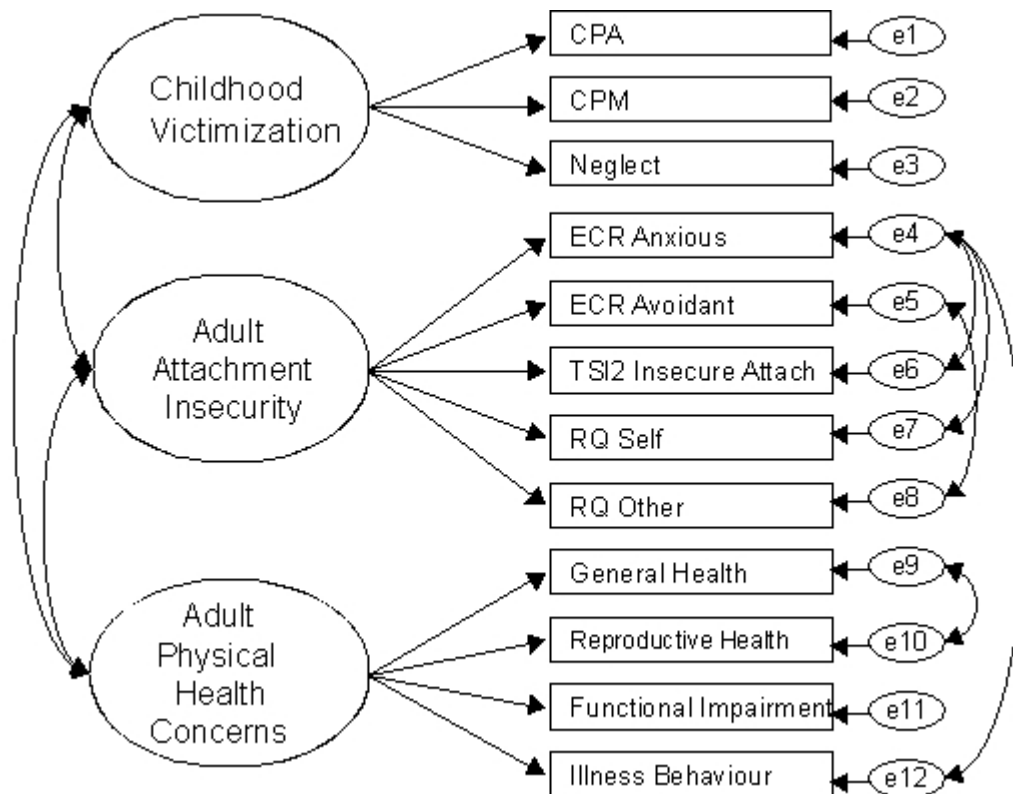 Childhood
Victimization
CPA
e1
CPM
e2
Neglect
e3
Adult
Attachment
Insecurity
ECR Anxious
e4
ECR Avoidant
e5
TSI2 Insecure Attach
e6
RQ Self
e7
RQ Other
e8
Adult
Physical
Health
Concerns
General Health
e9
Reproductive Health
e10
Functional Impairment
e11
Illness Behaviour
e12